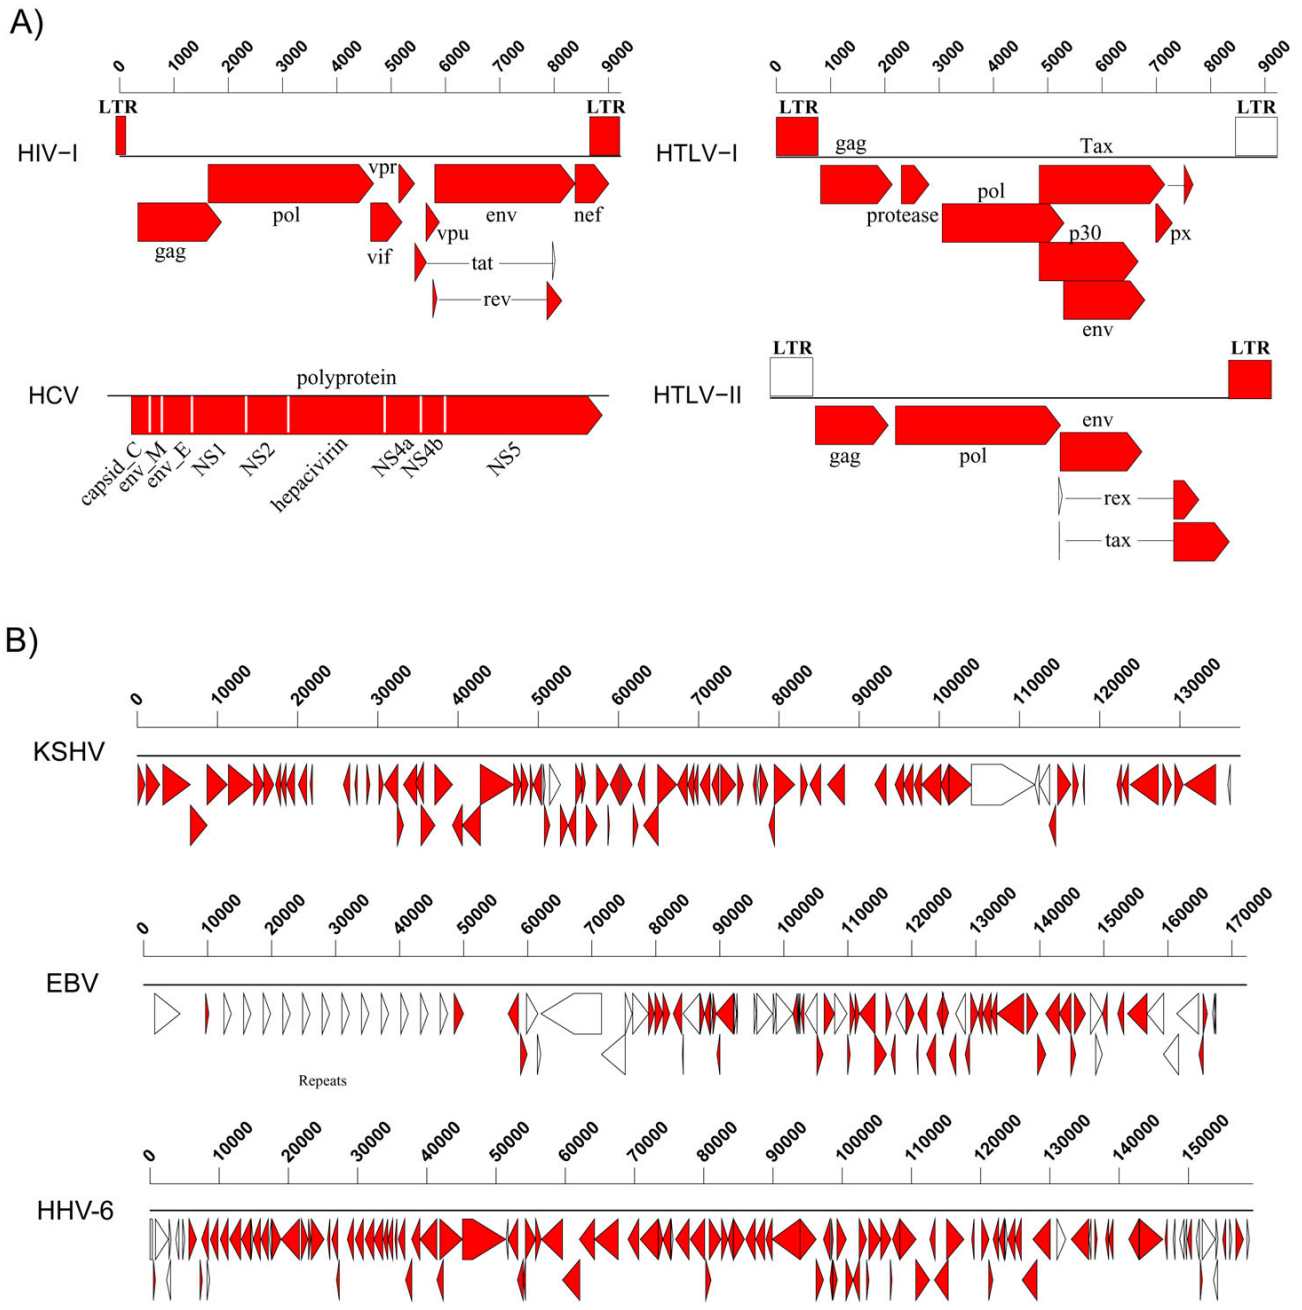 A)
0 1000 2000 3000 4000 5000 6000 7000 8000 9000
LTR LTR
HIV–I
vpr
pol env nef
gag vif vpu
tat
rev
0 1000 2000 3000 4000 5000 6000 7000 8000 9000
LTR LTR
HTLV–I
gag Tax
pol
protease p30 px
env
HCV
polyprotein
capsid_C env_M env_E NS1 NS2 hepacivirin NS4a NS4b NS5
LTR LTR
HTLV–II
env
gag pol
rex
tax
B)
0 10000 20000 30000 40000 50000 60000 70000 80000 90000 100000 110000 120000 130000
KSHV
0 10000 20000 30000 40000 50000 60000 70000 80000 90000 100000 110000 120000 130000 140000 150000 160000 170000
EBV
Repeats
0 10000 20000 30000 40000 50000 60000 70000 80000 90000 100000 110000 120000 130000 140000 150000
HHV-6